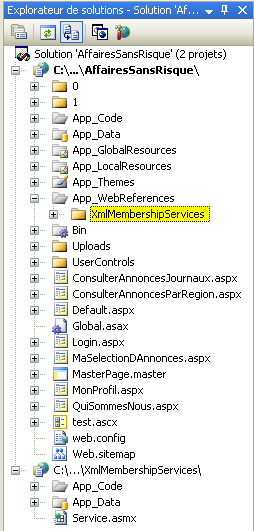 Explorateur de solutions - Solution 'Af...
Solution 'AffairesSansRisque' (2 projets)
C:\...\AffairesSansRisque\
0
1
App_Code
App_Data
App_GlobalResources
App_LocalResources
App_Themes
App_WebReferences
XmlMembershipServices
Bin
Uploads
UserControls
ConsulterAnnoncesJournaux.aspx
ConsulterAnnoncesParRegion.aspx
Default.aspx
Global.asax
Login.aspx
MaSelectionDAnnonces.aspx
MasterPage.master
MonProfil.aspx
QuiSommesNous.aspx
test.ascx
web.config
Web.sitemap
C:\...\XmlMembershipServices\
App_Code
App_Data
Service.asmx